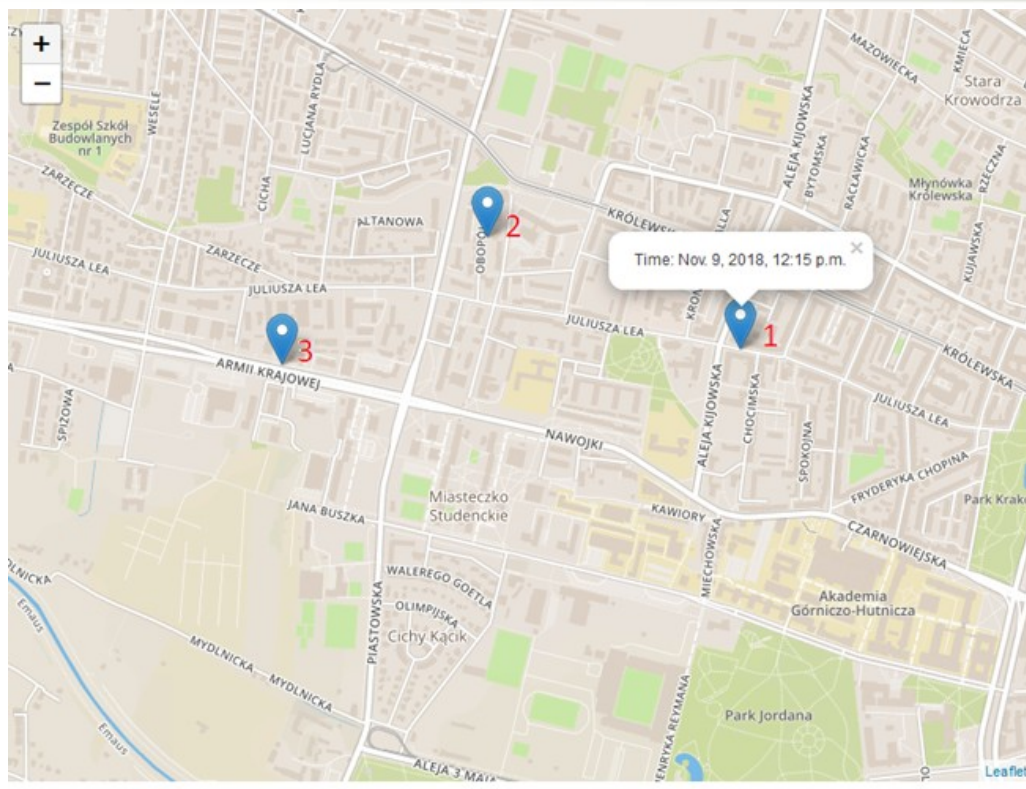 +
−
MAZOWIECKA
KMIECA
Stara
Krowodrza
WESELE
LUCJANA RYDLA
ALEJA KIJOWSKA
Zespół Szkół
Budowlanych
nr 1
BYTOMSKA
RACŁAWICKA
RZECZNA
ZARZECZE
CICHA
Młynówka
Królewska
ALTANOWA
2
KRÓLEWSKA
KUJAWSKA
JULIUSZA LEA
ZARZECZE
Time: Nov. 9, 2018, 12:15 p.m.
×
JULIUSZA LEA
JULIUSZA LEA
1
3
ARMII KRAJOWEJ
KRÓLEWSKA
SPIZOWA
ALEJA KIJOWSKA
CHOCIMSKA
JULIUSZA LEA
NAWOJKI
SPOKOJNA
FRYDERYKA CHOPINA
Miasteczko
Studenckie
Park Krak
JANA BUSZKA
KAWIORY
CZARNOWIEJSKA
MIECHOWSKA
WALEREGO GOETLA
Akademia
Górniczo-Hutnicza
OLIMPIJSKA
Emaus
PIASTOWSKA
Cichy Kącik
MYDLNICKA
MYDLNICKA
Park Jordana
Emaus
ENRYKA REYMANA
ALEJA 3 MAJA
Leaflet